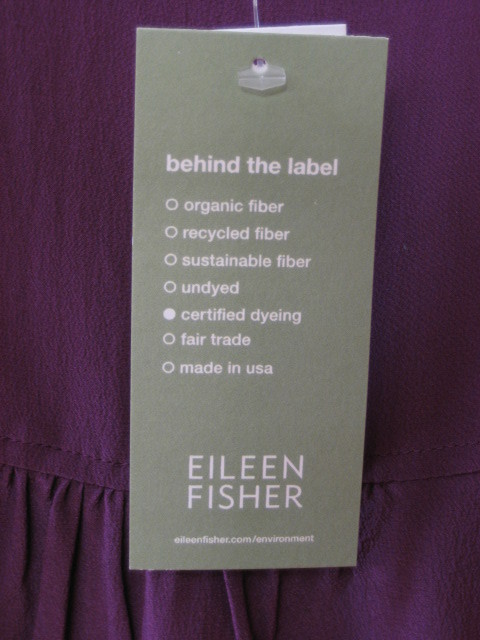 behind the label
organic fiber
recycled fiber
sustainable fiber
undyed
certified dyeing
fair trade
made in usa
EILEEN
FISHER
eileenfisher.com/environment